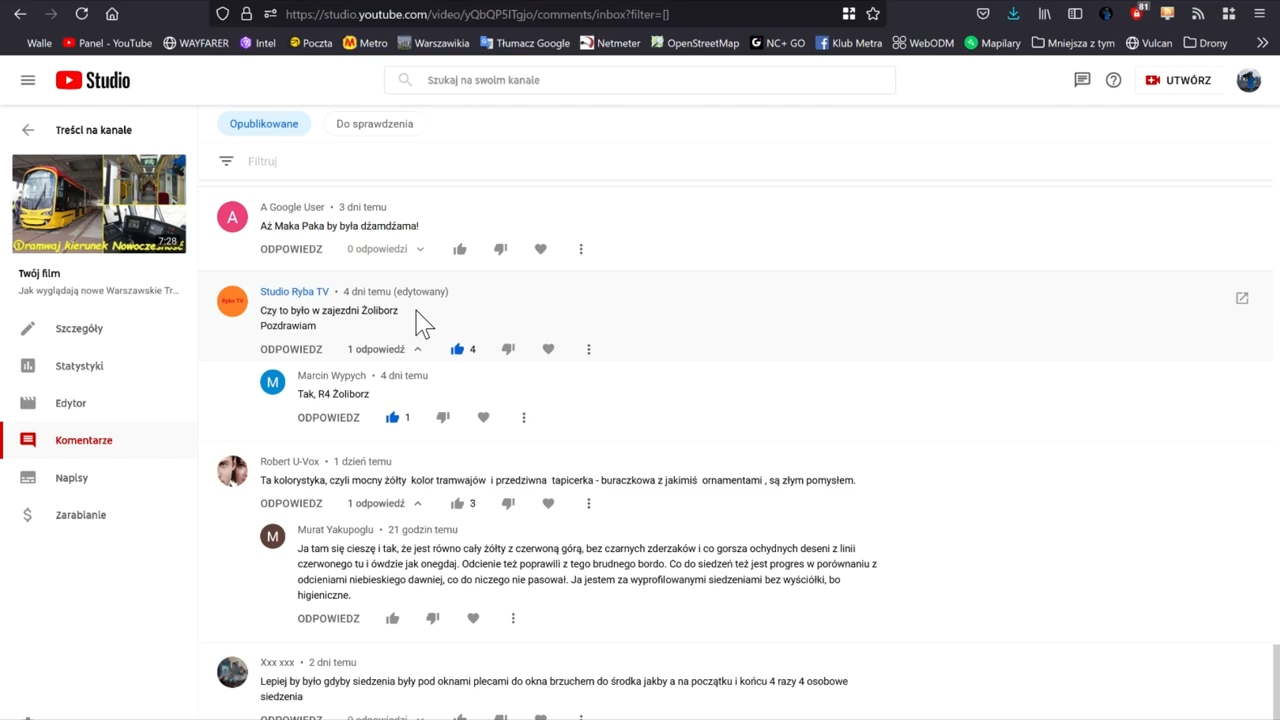 https://studio.youtube.com/video/yQbQP5ITgjo/comments/inbox?filter=[]
81
Walle Panel - YouTube WAYFARER Intel Poczta Metro Warszawikia Tłumacz Google Netmeter OpenStreetMap NC+ GO Klub Metra WebODM Mapilary Mniejsza z tym Vulcan Drony
Studio
Szukaj na swoim kanale
UTWÓRZ
Treści na kanale
ramwaj kierunek Nowoczesność
7:28
Twój film
Jak wyglądają nowe Warszawskie Tr...
Szczegóły
Statystyki
Edytor
Komentarze
Napisy
Zarabianie
Opublikowane
Do sprawdzenia
Filtruj
A
A Google User • 3 dni temu
Aż Maka Paka by była dżamdżama!
ODPOWIEDZ 0 odpowiedzi
Ryba TV
Studio Ryba TV • 4 dni temu (edytowany)
Czy to było w zajezdni Żoliborz
Pozdrawiam
ODPOWIEDZ 1 odpowiedź 4
M
Marcin Wypych • 4 dni temu
Tak, R4 Żoliborz
ODPOWIEDZ 1
Robert U-Vox • 1 dzień temu
Ta kolorystyka, czyli mocny żółty kolor tramwajów i przedziwna tapicerka - buraczkowa z jakimiś ornamentami , są złym pomysłem.
ODPOWIEDZ 1 odpowiedź 3
M
Murat Yakupoglu • 21 godzin temu
Ja tam się cieszę i tak, że jest równo cały żółty z czerwoną górą, bez czarnych zderzaków i co gorsza ochydnych deseni z linii
czerwonego tu i ówdzie jak onegdaj. Odcienie też poprawili z tego brudnego bordo. Co do siedzeń też jest progres w porównaniu z
odcieniami niebieskiego dawniej, co do niczego nie pasował. Ja jestem za wyprofilowanymi siedzeniami bez wyściółki, bo
higieniczne.
ODPOWIEDZ
Xxx xxx • 2 dni temu
Lepiej by było gdyby siedzenia były pod oknami plecami do okna brzuchem do środka jakby a na początku i końcu 4 razy 4 osobowe
siedzenia
ODPOWIEDZ 0 odpowiedzi